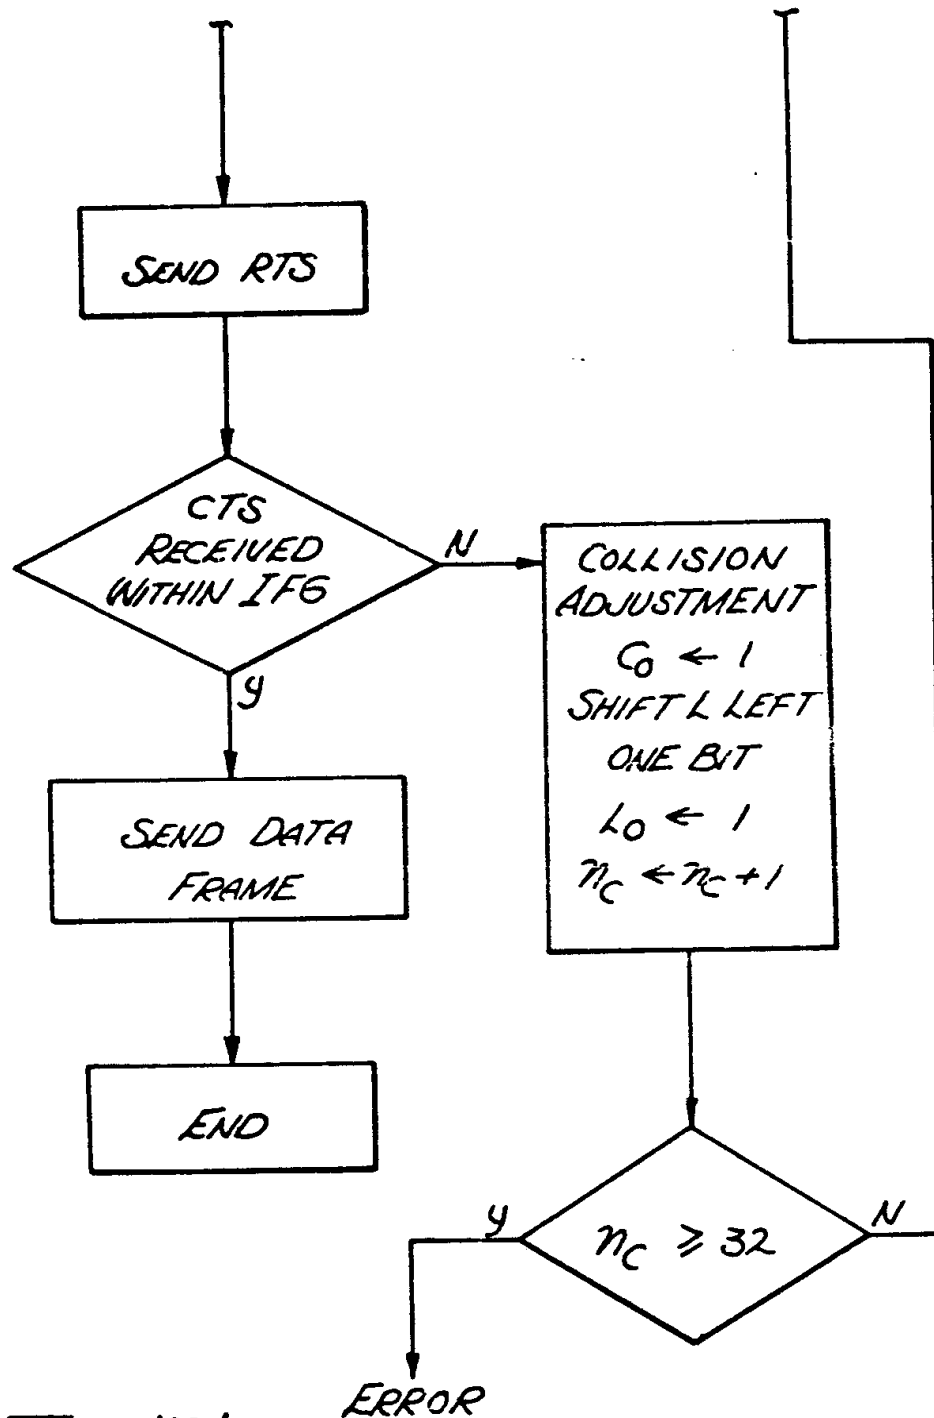 SEND RTS
CTS
RECEIVED
WITHIN IFG
N
Y
COLLISION
ADJUSTMENT
C0 ← 1
SHIFT L LEFT
ONE BIT
L0 ← 1
nC ← nC + 1
SEND DATA
FRAME
END
nC ≥ 32
Y
N
ERROR